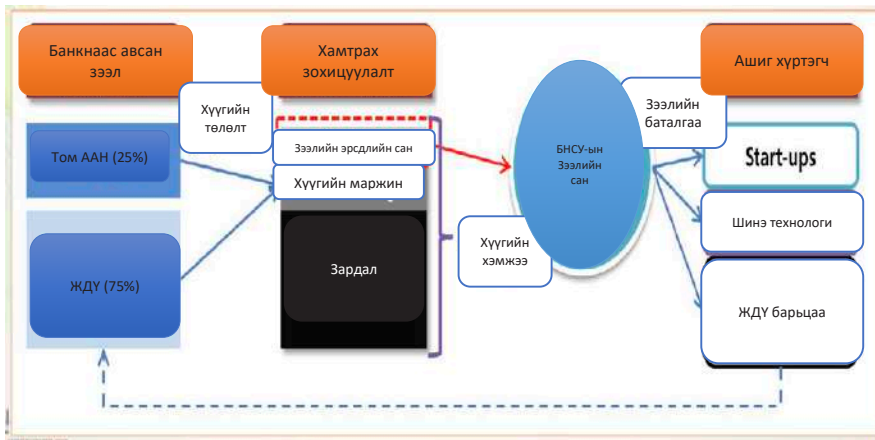 Банкнаас авсан
зээл
Хамтрах
зохицуулалт
Ашиг хүртэгч
Хүүгийн
төлөлт
Зээлийн
баталгаа
Том ААН (25%)
Зээлийн эрсдлийн сан
Хүүгийн маржин
БНСУ-ын
Зээлийн
сан
Start-ups
Шинэ технологи
ЖДҮ (75%)
Зардал
Хүүгийн
хэмжээ
ЖДҮ барьцаа